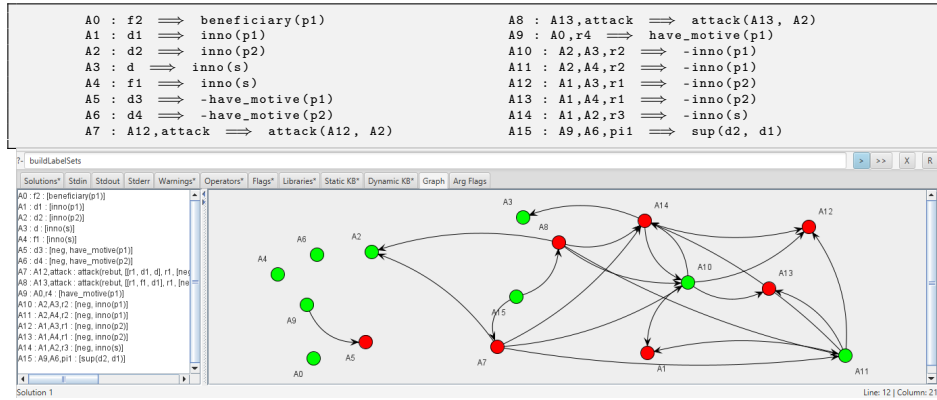 A0 : f2 ⟹ beneficiary(p1)
A1 : d1 ⟹ inno(p1)
A2 : d2 ⟹ inno(p2)
A3 : d ⟹ inno(s)
A4 : f1 ⟹ inno(s)
A5 : d3 ⟹ -have_motive(p1)
A6 : d4 ⟹ -have_motive(p2)
A7 : A12,attack ⟹ attack(A12, A2)
A8 : A13,attack ⟹ attack(A13, A2)
A9 : A0,r4 ⟹ have_motive(p1)
A10 : A2,A3,r2 ⟹ -inno(p1)
A11 : A2,A4,r2 ⟹ -inno(p1)
A12 : A1,A3,r1 ⟹ -inno(p2)
A13 : A1,A4,r1 ⟹ -inno(p2)
A14 : A1,A2,r3 ⟹ -inno(s)
A15 : A9,A6,pi1 ⟹ sup(d2, d1)
?- buildLabelSets > >> X R
Solutions* Stdin Stdout Stderr Warnings* Operators* Flags* Libraries* Static KB* Dynamic KB* Graph Arg Flags
A0 : f2 : [beneficiary(p1)]
A1 : d1 : [inno(p1)]
A2 : d2 : [inno(p2)]
A3 : d : [inno(s)]
A4 : f1 : [inno(s)]
A5 : d3 : [neg, have_motive(p1)]
A6 : d4 : [neg, have_motive(p2)]
A7 : A12,attack : attack(rebut, [[r1, d1, d], r1, [neg
A8 : A13,attack : attack(rebut, [[r1, f1, d1], r1, [ne
A9 : A0,r4 : [have_motive(p1)]
A10 : A2,A3,r2 : [neg, inno(p1)]
A11 : A2,A4,r2 : [neg, inno(p1)]
A12 : A1,A3,r1 : [neg, inno(p2)]
A13 : A1,A4,r1 : [neg, inno(p2)]
A14 : A1,A2,r3 : [neg, inno(s)]
A15 : A9,A6,pi1 : [sup(d2, d1)]
A3
A14
A12
A8
A6
A2
A4
A10
A13
A15
A9
A5
A7
A1
A0
A11
Solution 1
Line: 12 | Column: 21